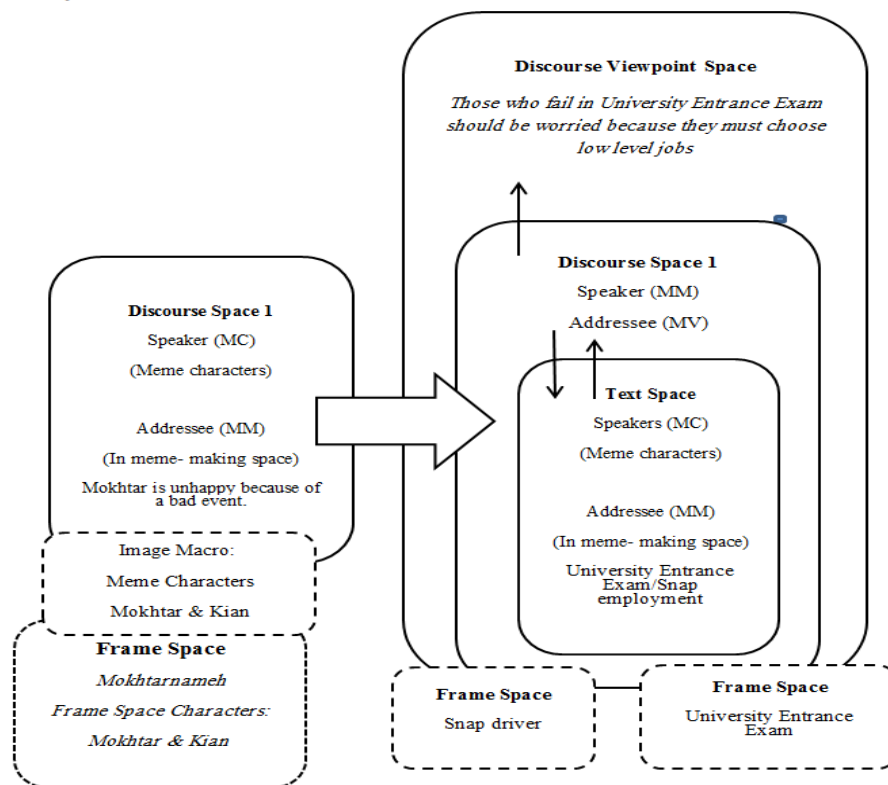 Discourse Viewpoint Space
Those who fail in University Entrance Exam
should be worried because they must choose
low level jobs
Discourse Space 1
Speaker (MC)
(Meme characters)
Addressee (MM)
(In meme- making space)
Mokhtar is unhappy because of
a bad event.
Image Macro:
Meme Characters
Mokhtar & Kian
Frame Space
Mokhtarnameh
Frame Space Characters:
Mokhtar & Kian
Discourse Space 1
Speaker (MM)
Addressee (MV)
Text Space
Speakers (MC)
(Meme characters)
Addressee (MM)
(In meme- making space)
University Entrance
Exam/Snap
employment
Frame Space
Snap driver
Frame Space
University Entrance
Exam